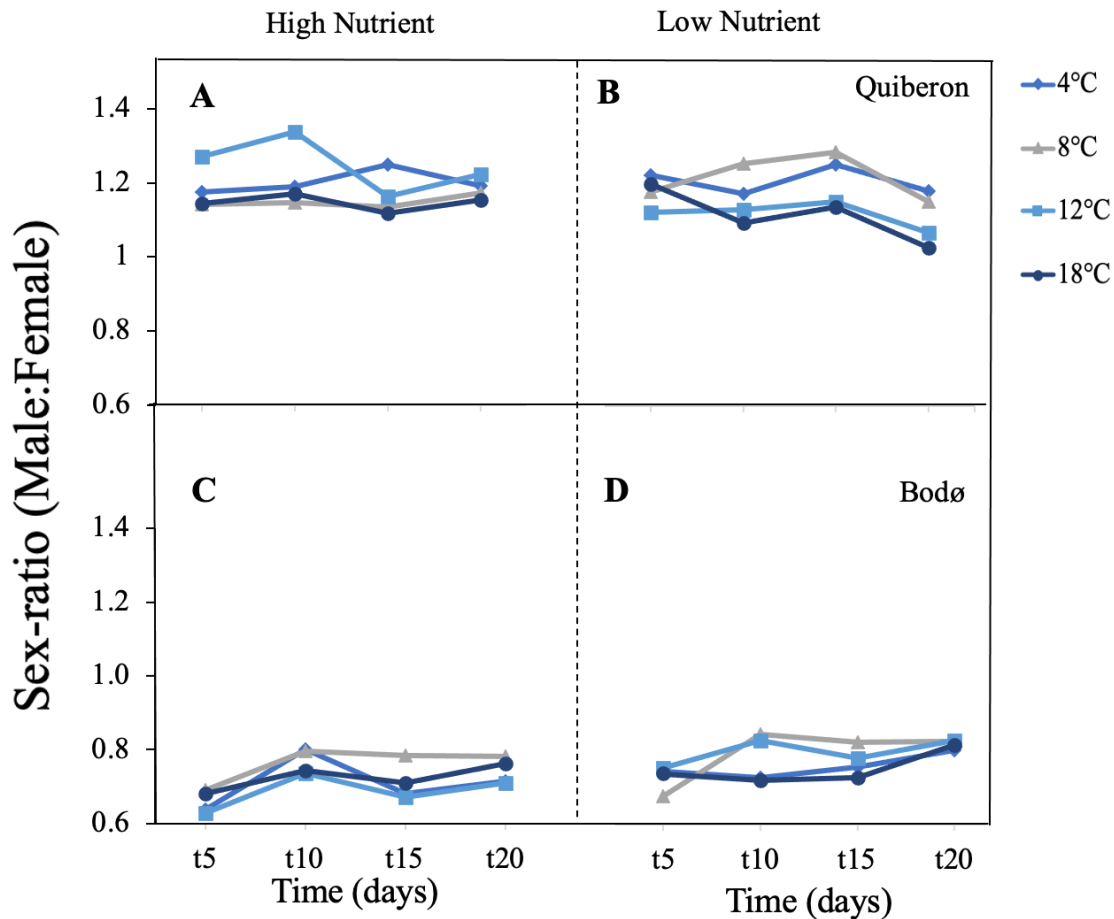 High Nutrient
Low Nutrient
A
B
Quiberon
4°C
8°C
12°C
18°C
1.4
1.2
1
0.8
0.6
Sex-ratio (Male:Female)
C
D
Bodø
1.4
1.2
1.0
0.8
0.6
t5 t10 t15 t20
t5 t10 t15 t20
Time (days)
Time (days)